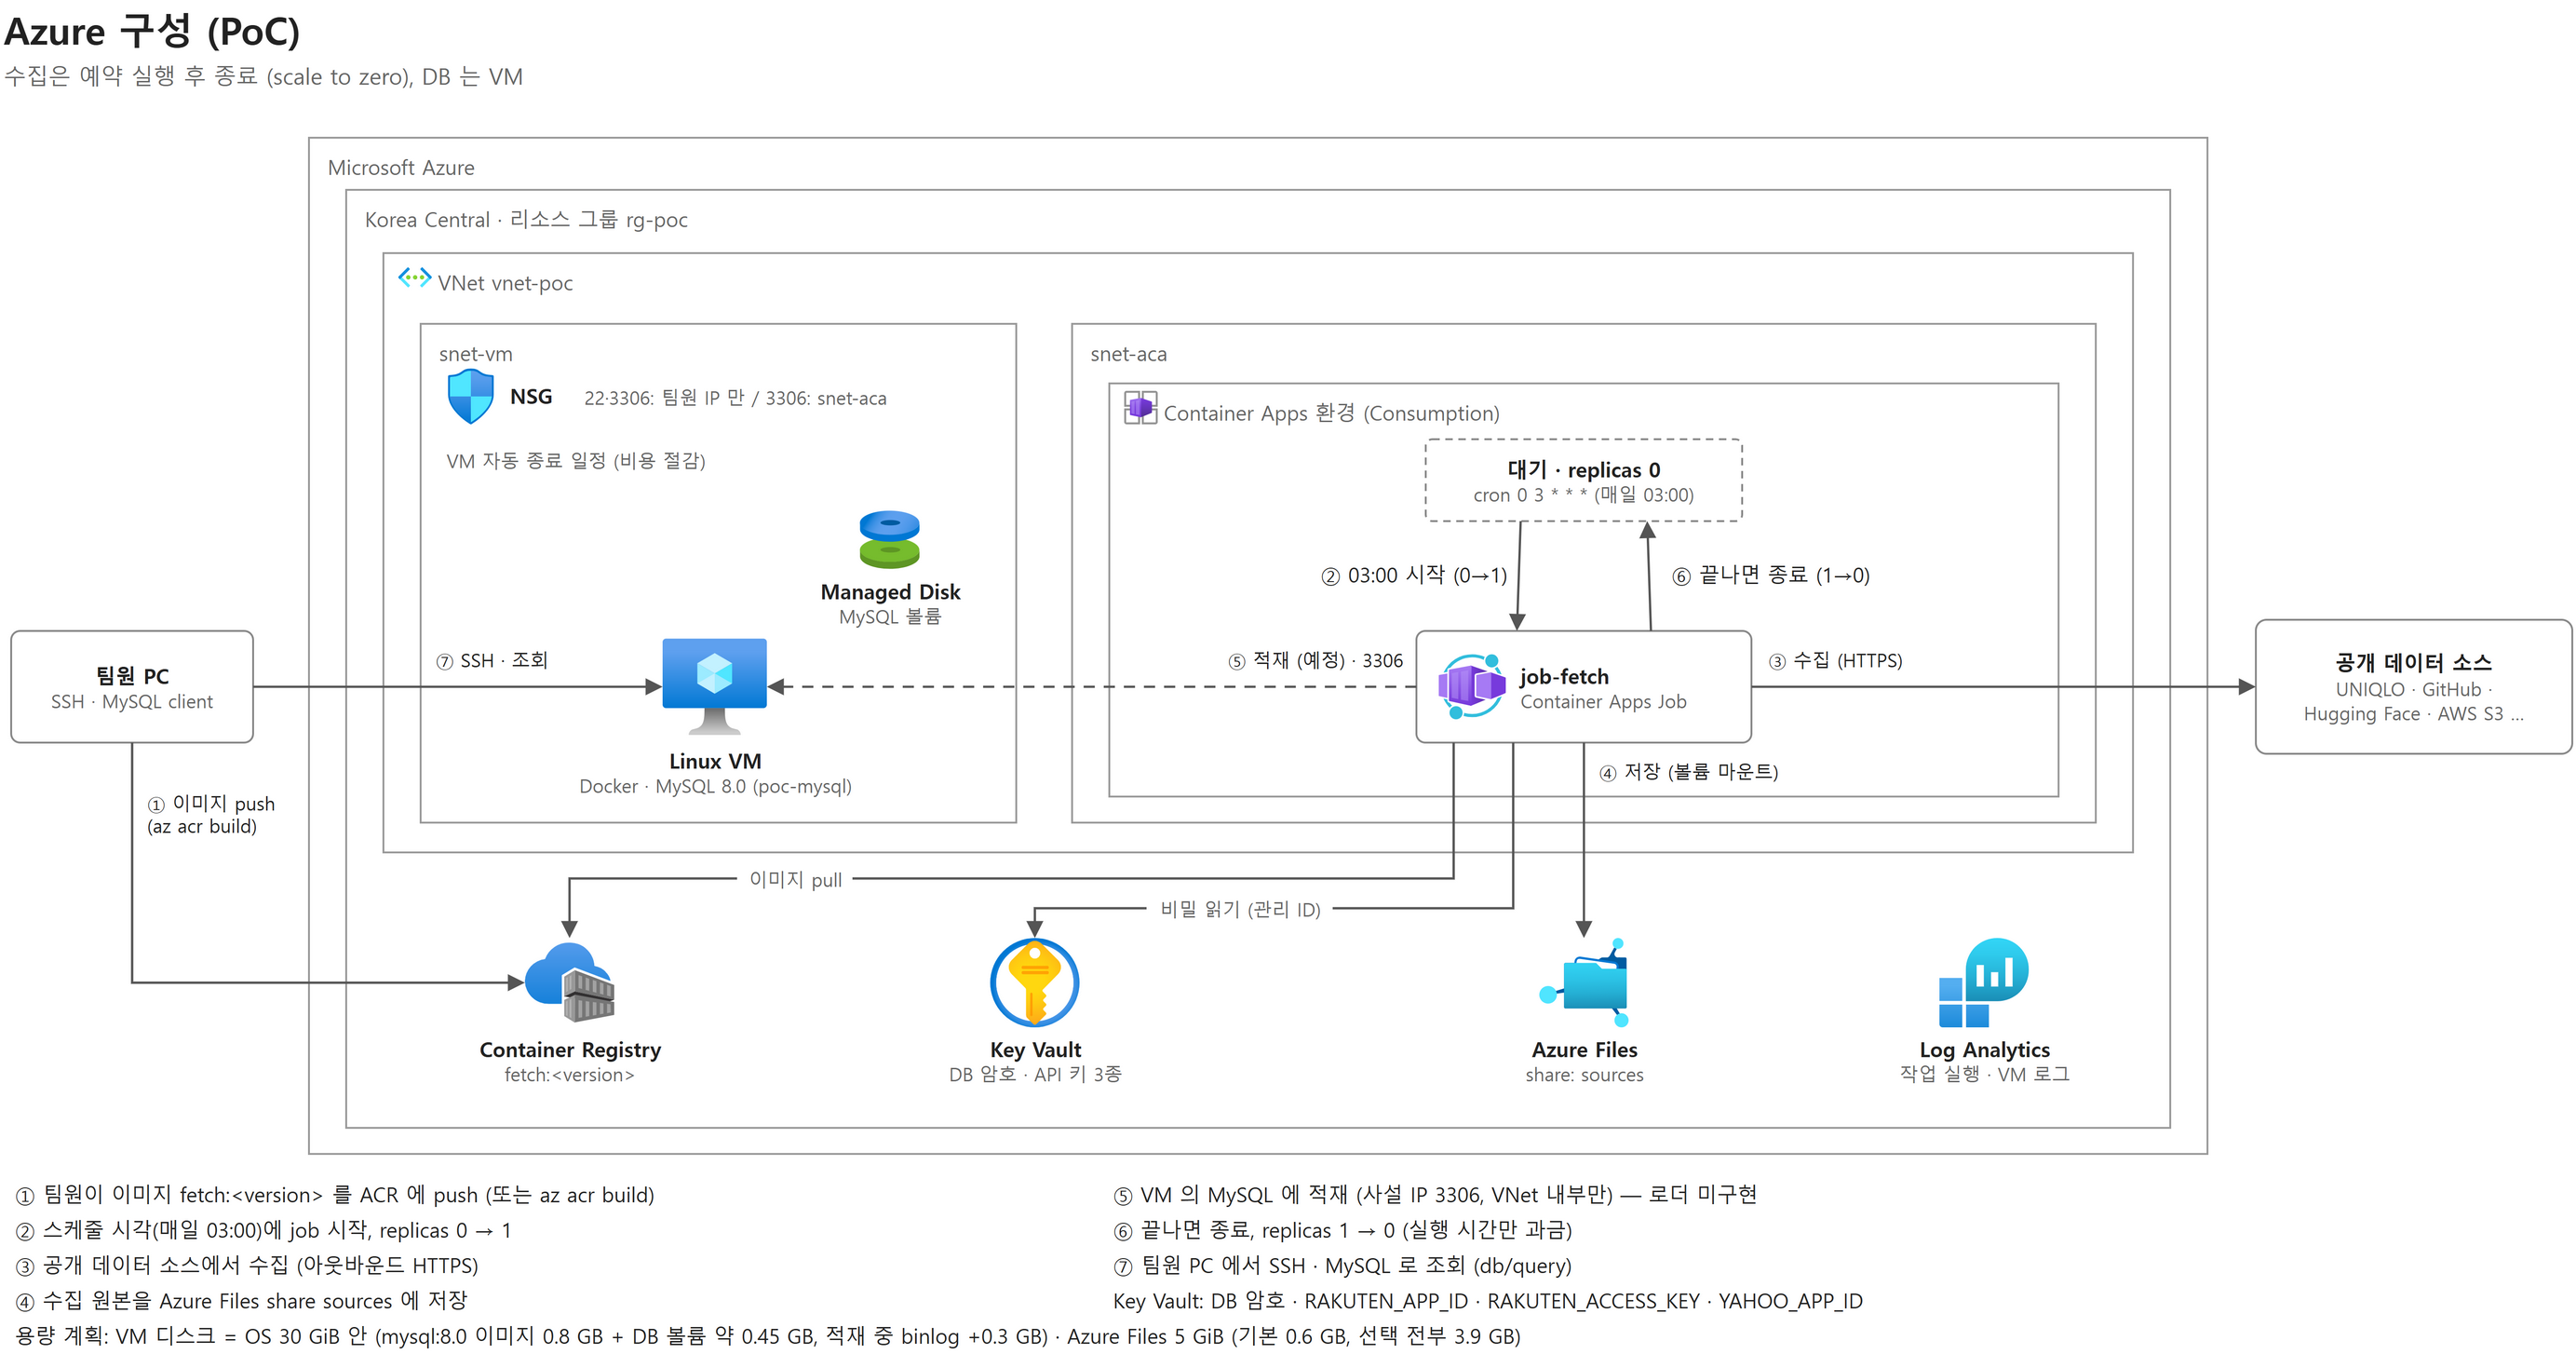 Azure 구성 (PoC)
수집은 예약 실행 후 종료 (scale to zero), DB 는 VM
Microsoft Azure
Korea Central · 리소스 그룹 rg-poc
VNet vnet-poc
snet-vm
NSG
22·3306: 팀원 IP 만 / 3306: snet-aca
VM 자동 종료 일정 (비용 절감)
Managed Disk
MySQL 볼륨
⑦ SSH · 조회
Linux VM
Docker · MySQL 8.0 (poc-mysql)
snet-aca
Container Apps 환경 (Consumption)
대기 · replicas 0
cron 0 3 * * * (매일 03:00)
② 03:00 시작 (0→1)
⑥ 끝나면 종료 (1→0)
⑤ 적재 (예정) · 3306
job-fetch
Container Apps Job
③ 수집 (HTTPS)
④ 저장 (볼륨 마운트)
팀원 PC
SSH · MySQL client
① 이미지 push
(az acr build)
공개 데이터 소스
UNIQLO · GitHub ·
Hugging Face · AWS S3 ...
이미지 pull
비밀 읽기 (관리 ID)
Container Registry
fetch:<version>
Key Vault
DB 암호 · API 키 3종
Azure Files
share: sources
Log Analytics
작업 실행 · VM 로그
① 팀원이 이미지 fetch:<version> 를 ACR 에 push (또는 az acr build)
② 스케줄 시각(매일 03:00)에 job 시작, replicas 0 → 1
③ 공개 데이터 소스에서 수집 (아웃바운드 HTTPS)
④ 수집 원본을 Azure Files share sources 에 저장
⑤ VM 의 MySQL 에 적재 (사설 IP 3306, VNet 내부만) — 로더 미구현
⑥ 끝나면 종료, replicas 1 → 0 (실행 시간만 과금)
⑦ 팀원 PC 에서 SSH · MySQL 로 조회 (db/query)
Key Vault: DB 암호 · RAKUTEN_APP_ID · RAKUTEN_ACCESS_KEY · YAHOO_APP_ID
용량 계획: VM 디스크 = OS 30 GiB 안 (mysql:8.0 이미지 0.8 GB + DB 볼륨 약 0.45 GB, 적재 중 binlog +0.3 GB) · Azure Files 5 GiB (기본 0.6 GB, 선택 전부 3.9 GB)